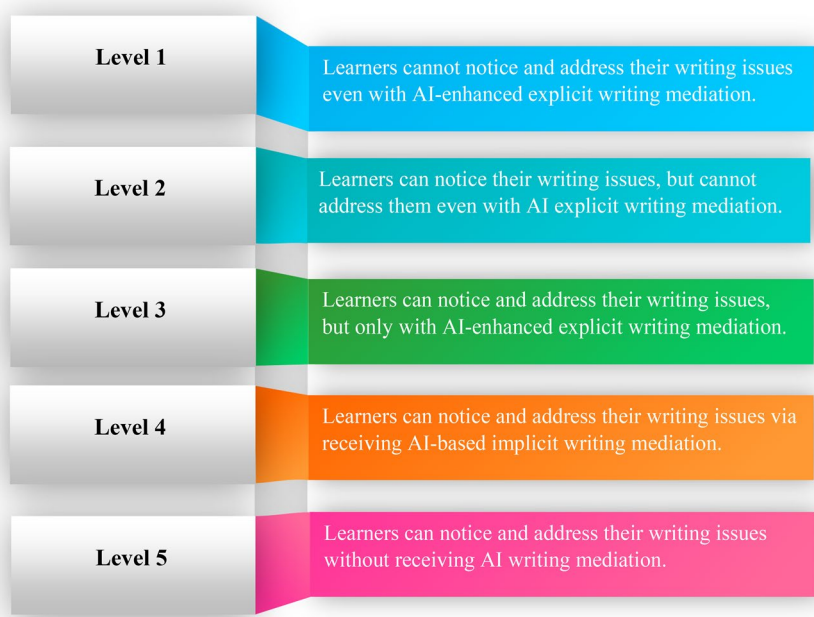 Level 1
Learners cannot notice and address their writing issues
even with AI-enhanced explicit writing mediation.
Level 2
Learners can notice their writing issues, but cannot
address them even with AI explicit writing mediation.
Level 3
Learners can notice and address their writing issues,
but only with AI-enhanced explicit writing mediation.
Level 4
Learners can notice and address their writing issues via
receiving AI-based implicit writing mediation.
Level 5
Learners can notice and address their writing issues
without receiving AI writing mediation.